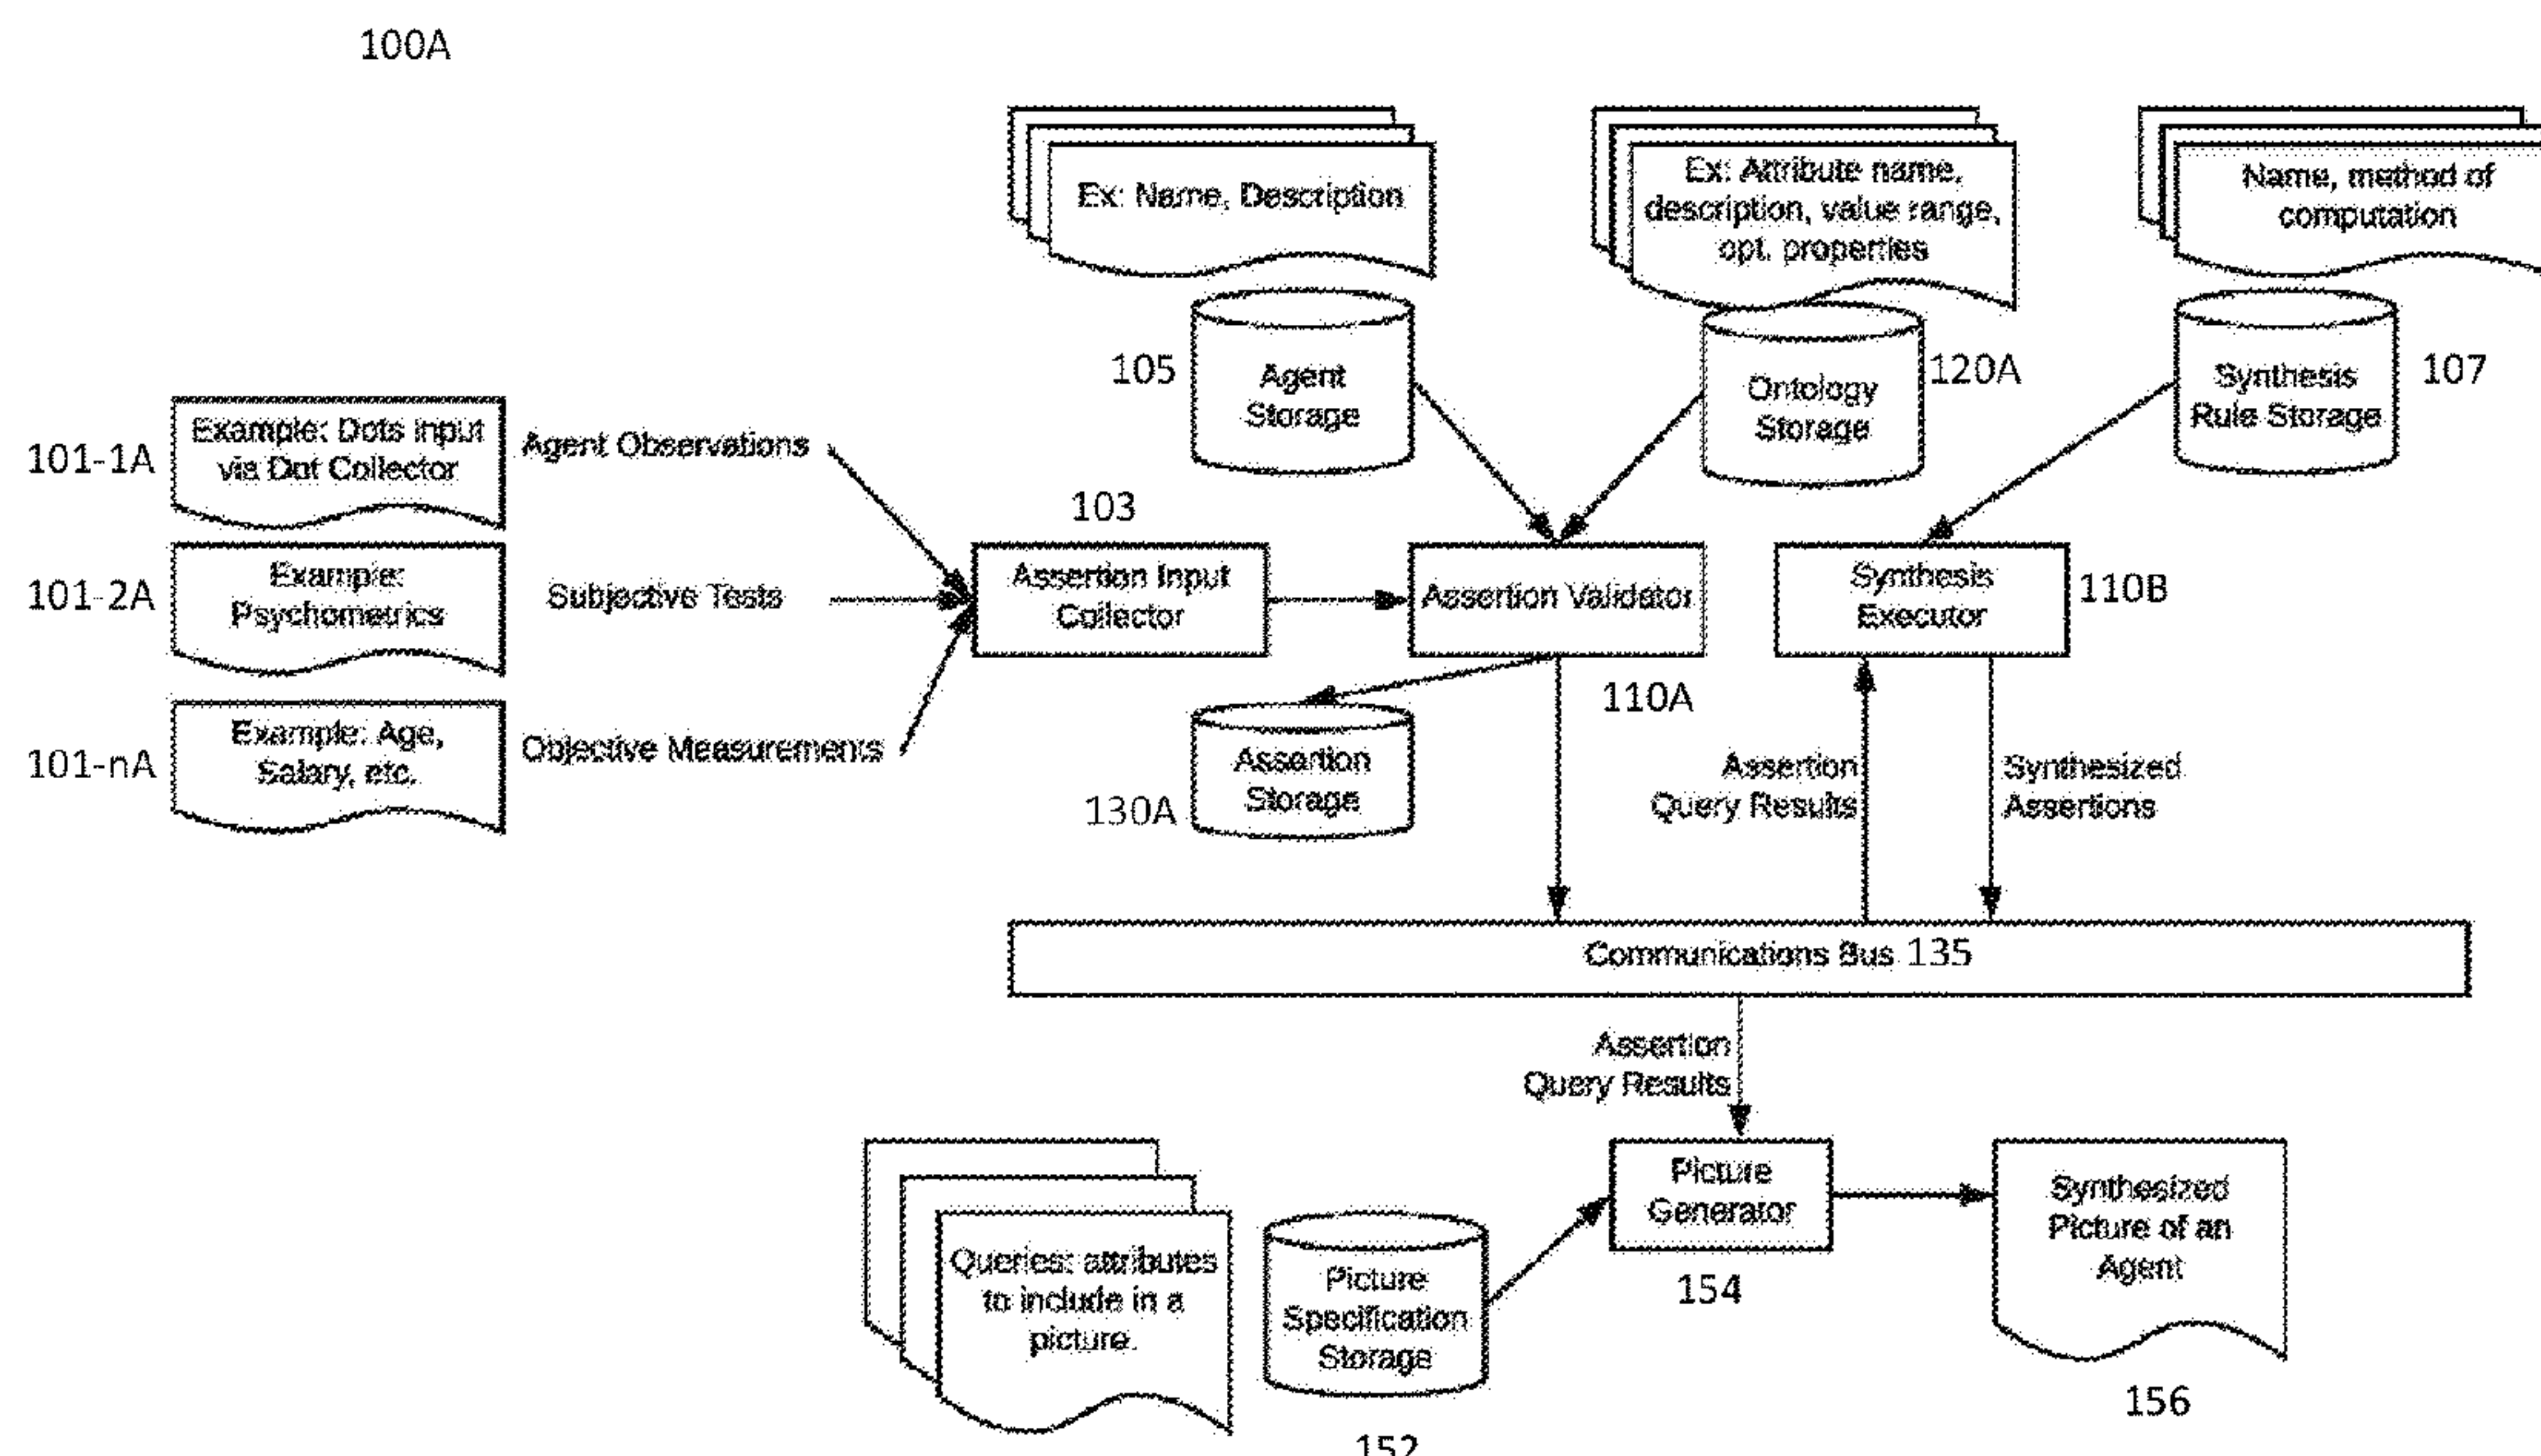 100A
Ex: Name, Description
Ex: Attribute name,
description, value range,
opt. properties
Name, method of
computation
105
Agent
Storage
Ontology
Storage
120A
Synthesis
Rule Storage
107
101-1A
Example: Dots input
via Dot Collector
Agent Observations
101-2A
Example:
Psychometrics
Subjective Tests
101-nA
Example: Age,
Salary, etc.
Objective Measurements
103
Assertion Input
Collector
Assertion Validator
110A
Synthesis
Executor
110B
130A
Assertion
Storage
Assertion
Query Results
Synthesized
Assertions
Communications Bus 135
Assertion
Query Results
Queries: attributes
to include in a
picture.
Picture
Specification
Storage
152
Picture
Generator
154
Synthesized
Picture of an
Agent
156